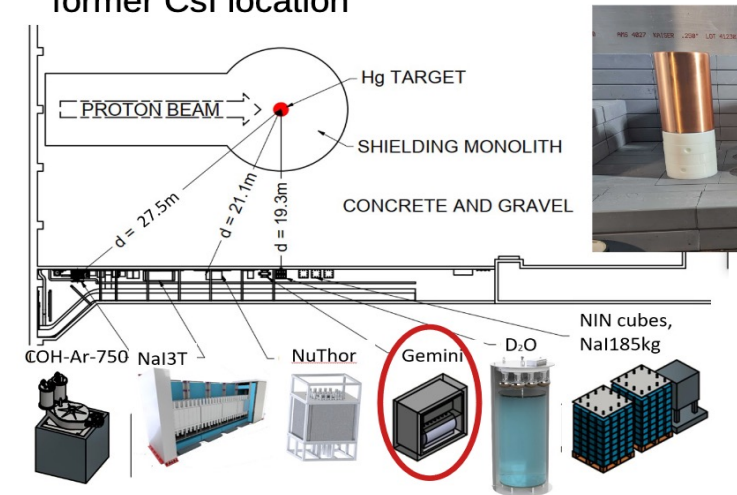 former CsI location
Hg TARGET
PROTON BEAM
SHIELDING MONOLITH
CONCRETE AND GRAVEL
d = 27.5m
d = 21.1m
d = 19.3m
NIN cubes,
NaI185kg
COH-Ar-750
NaI3T
NuThor
Gemini
D₂O